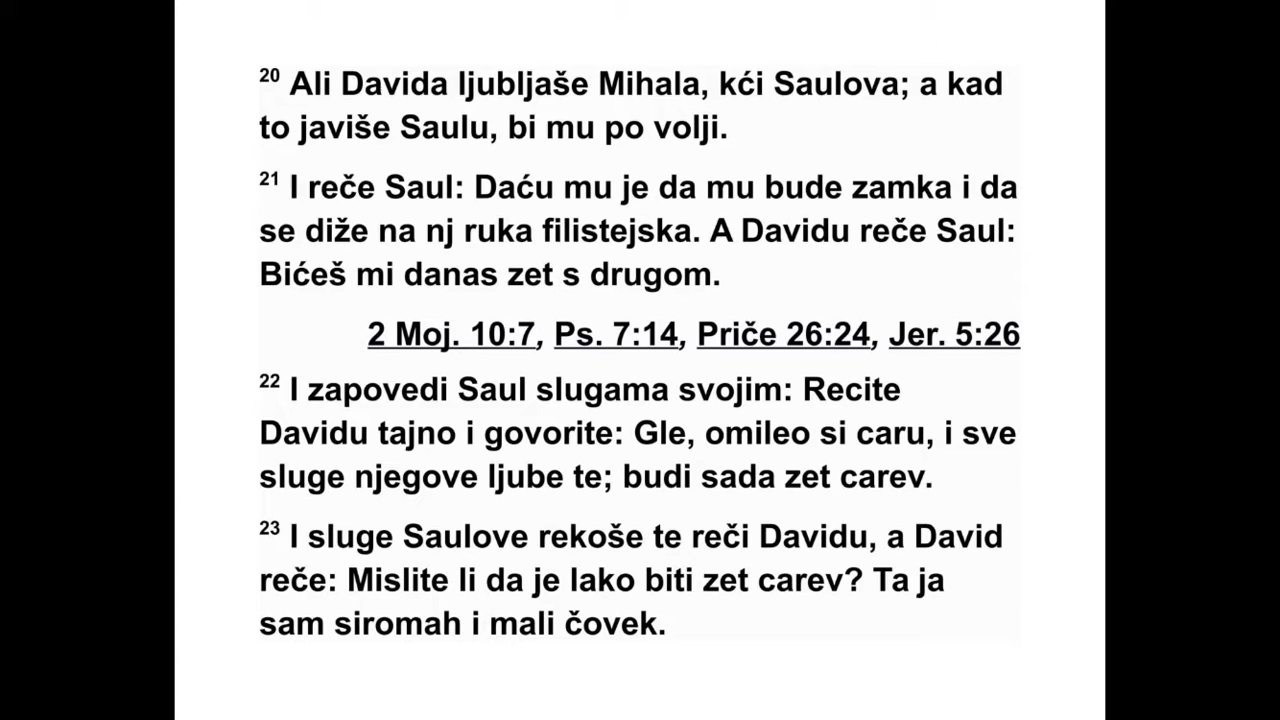 20 Ali Davida ljubljaše Mihala, kći Saulova; a kad
to javiše Saulu, bi mu po volji.
21 I reče Saul: Daću mu je da mu bude zamka i da
se diže na nj ruka filistejska. A Davidu reče Saul:
Bićeš mi danas zet s drugom.
2 Moj. 10:7, Ps. 7:14, Priče 26:24, Jer. 5:26
22 I zapovedi Saul slugama svojim: Recite
Davidu tajno i govorite: Gle, omileo si caru, i sve
sluge njegove ljube te; budi sada zet carev.
23 I sluge Saulove rekoše te reči Davidu, a David
reče: Mislite li da je lako biti zet carev? Ta ja
sam siromah i mali čovek.